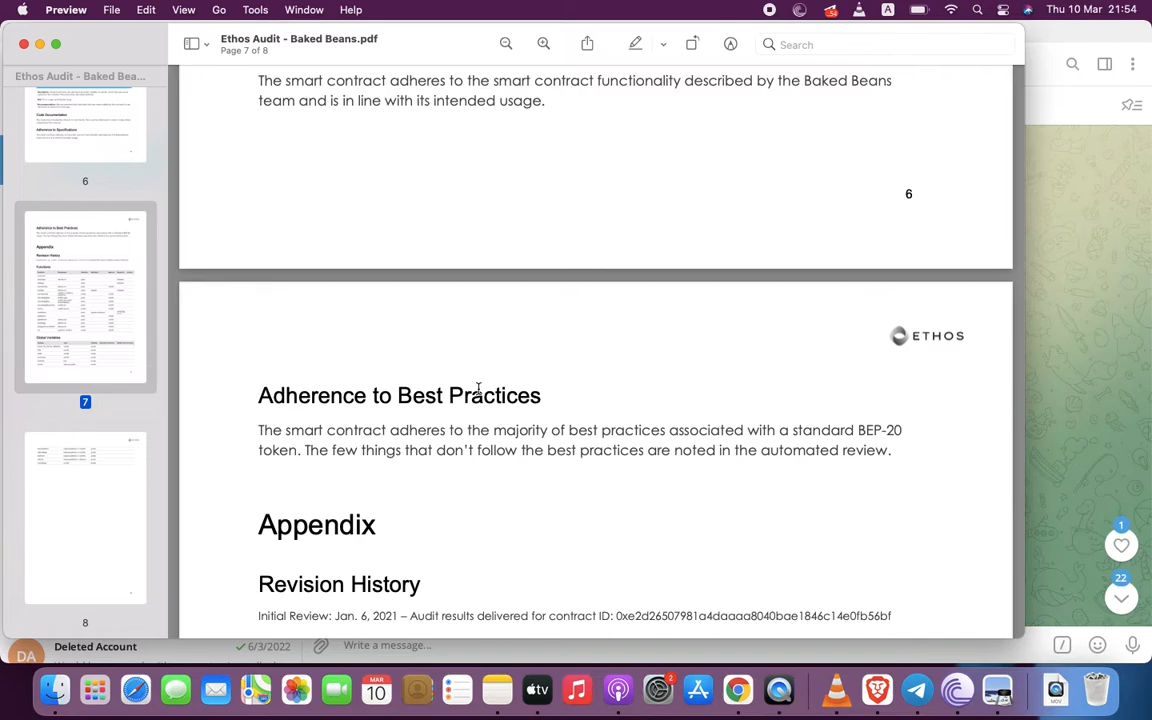 Preview File Edit View Go Tools Window Help
A Thu 10 Mar 21:54
Ethos Audit - Baked Beans.pdf
Page 7 of 8
Search
Ethos Audit - Baked Bea...
6
7
8
The smart contract adheres to the smart contract functionality described by the Baked Beans
team and is in line with its intended usage.
6
ETHOS
Adherence to Best Practices
The smart contract adheres to the majority of best practices associated with a standard BEP-20
token. The few things that don't follow the best practices are noted in the automated review.
Appendix
Revision History
Initial Review: Jan. 6, 2021 – Audit results delivered for contract ID: 0xe2d26507981a4daaaa8040bae1846c14e0fb56bf
1
22
DA
Deleted Account
6/3/2022
Write a message...
MAR
10
tv
2
MOV